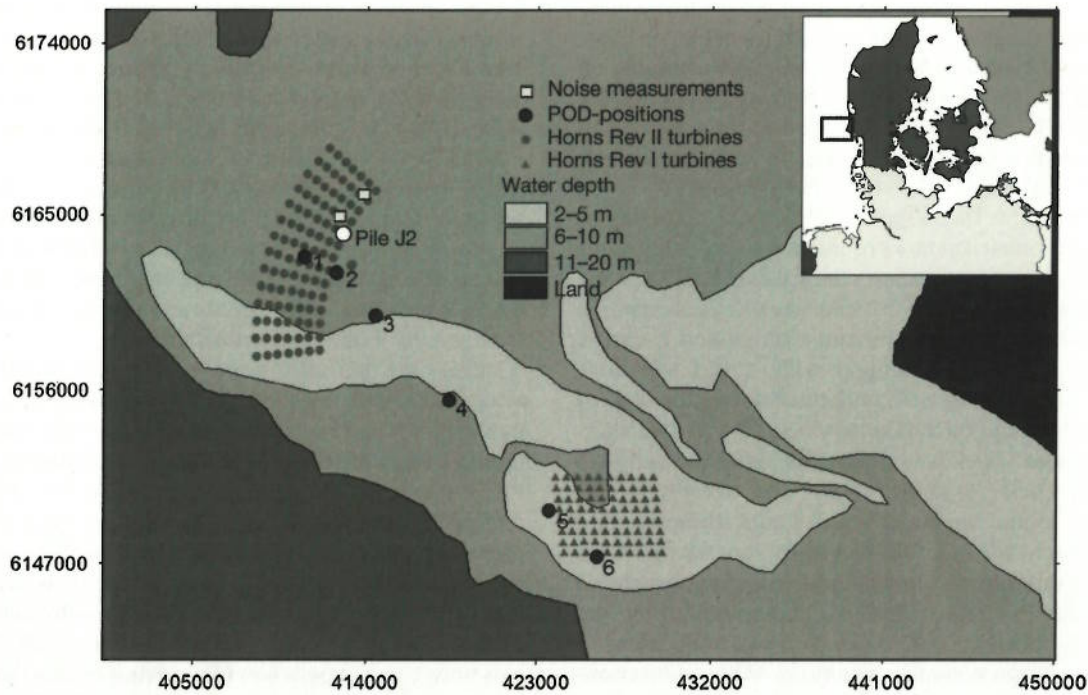 6174000
6165000
6156000
6147000
Noise measurements
POD-positions
Horns Rev II turbines
Horns Rev I turbines
Water depth
2–5 m
6–10 m
11–20 m
Land
Pile J2
1
2
3
4
5
6
405000
414000
423000
432000
441000
450000